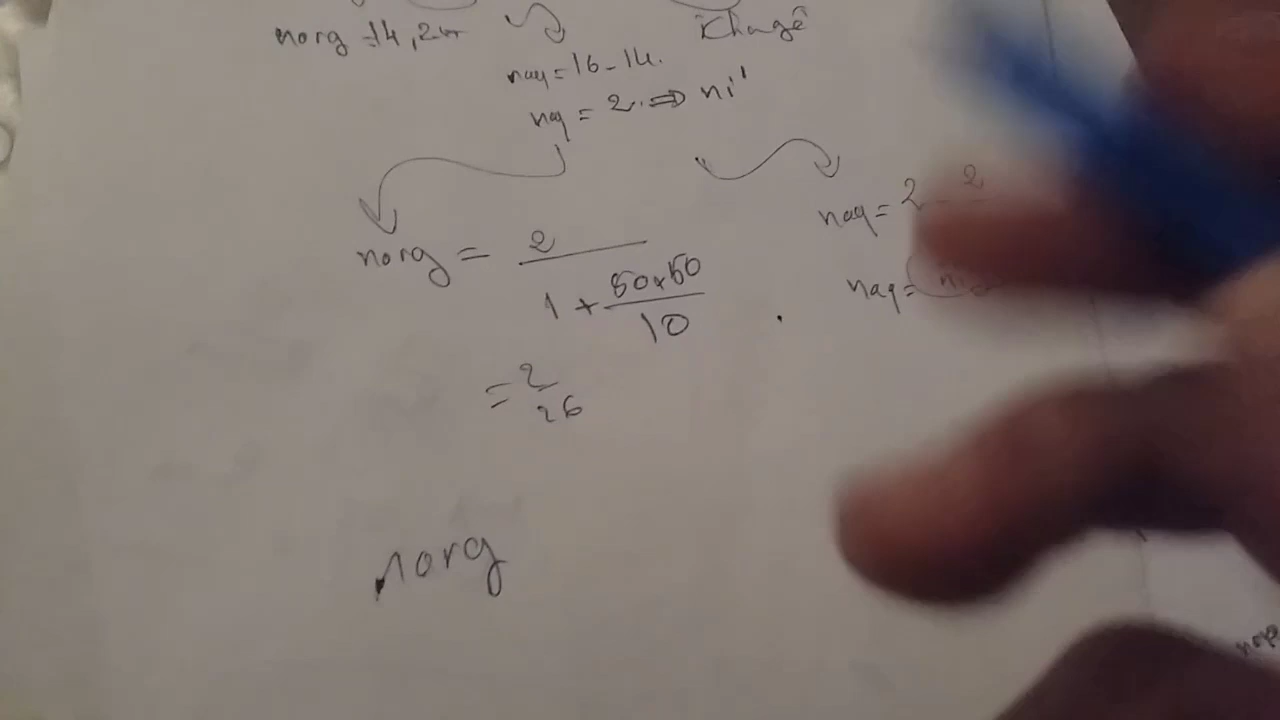 norg = 14,2
naq = 16 - 14.
naq = 2. ⇒ ni'
norg = 2 / (1 + (50x50)/10)
naq = 2 - 2
naq =
= 2/26
norg